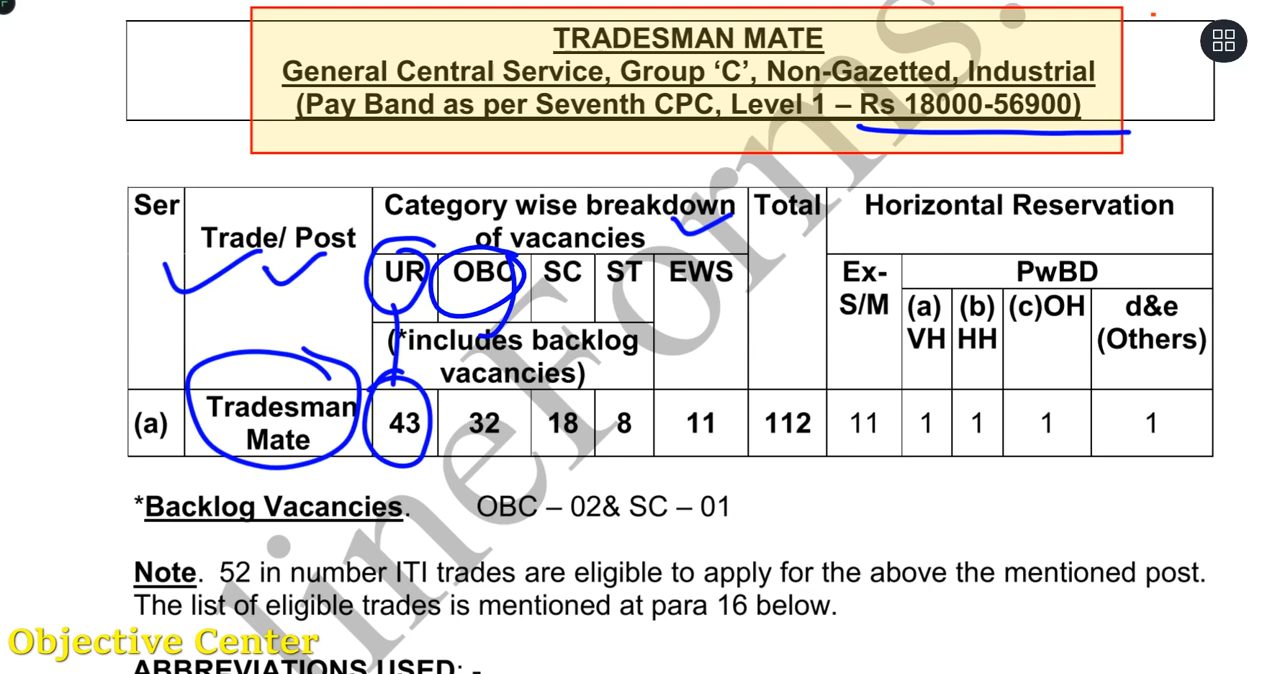 TRADESMAN MATE
General Central Service, Group ‘C’, Non-Gazetted, Industrial
(Pay Band as per Seventh CPC, Level 1 – Rs 18000-56900)
Ser
Trade/ Post
Category wise breakdown
of vacancies
Total
Horizontal Reservation
UR
OBC
SC
ST
EWS
Ex-
S/M
PwBD
(a)
VH
(b)
HH
(c)OH
d&e
(Others)
(*includes backlog
vacancies)
(a)
Tradesman
Mate
43
32
18
8
11
112
11
1
1
1
1
*Backlog Vacancies. OBC – 02& SC – 01
Note. 52 in number ITI trades are eligible to apply for the above the mentioned post.
The list of eligible trades is mentioned at para 16 below.
Objective Center
ABBREVIATIONS USED: -
lineForms.